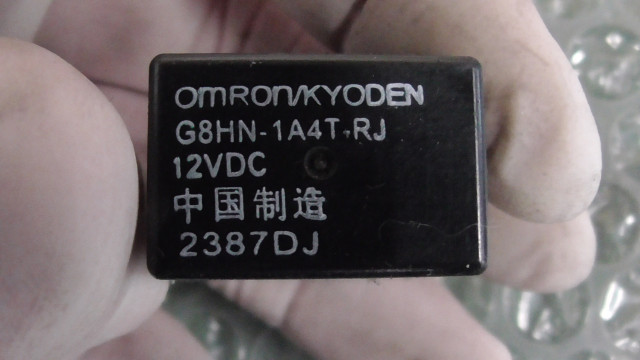 OMRON/KYODEN
G8HN-1A4T-RJ
12VDC
中国制造
2387DJ